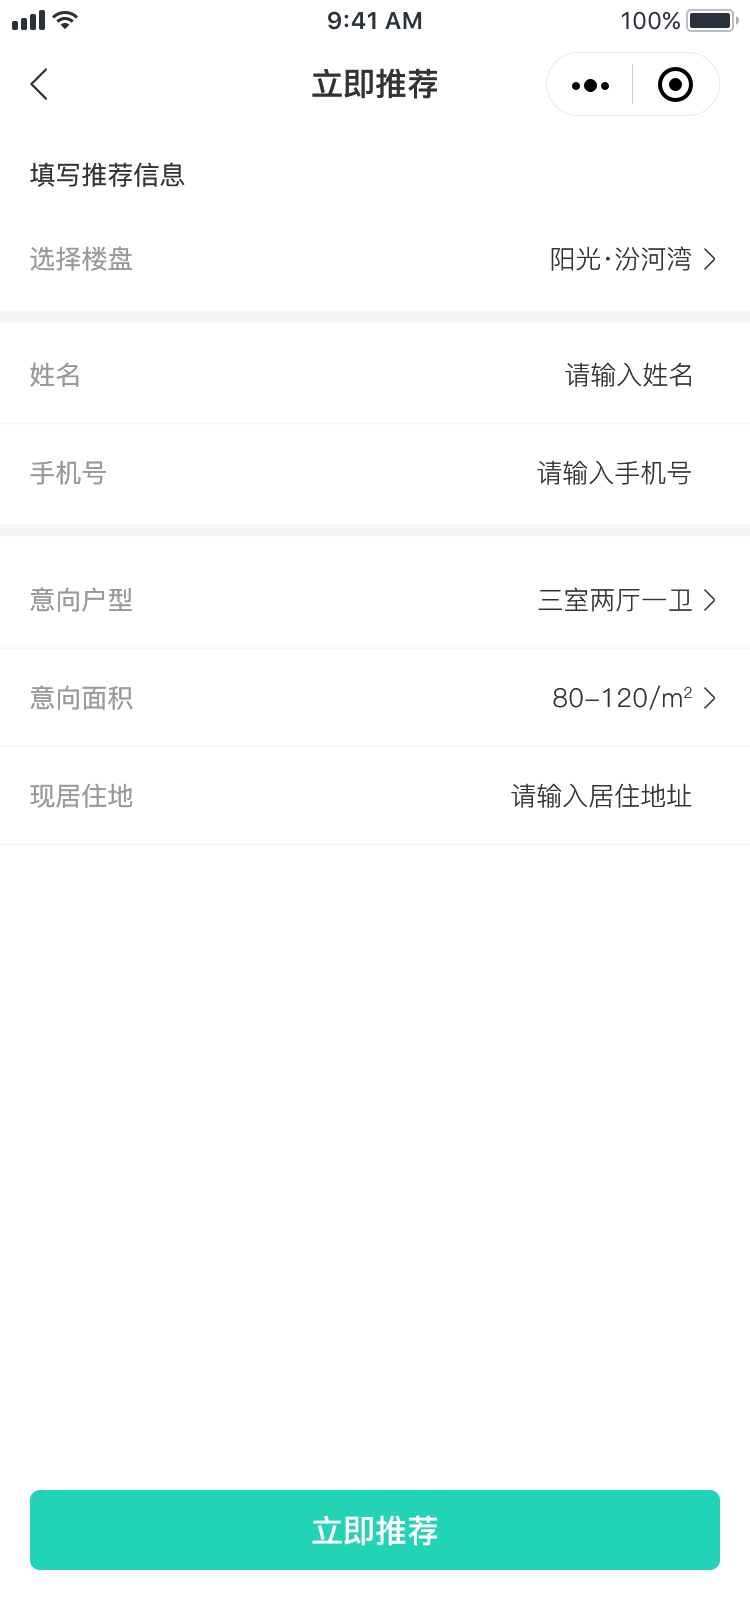 9:41 AM 100%
立即推荐
填写推荐信息
选择楼盘 阳光·汾河湾
姓名 请输入姓名
手机号 请输入手机号
意向户型 三室两厅一卫
意向面积 80–120/m²
现居住地 请输入居住地址
立即推荐